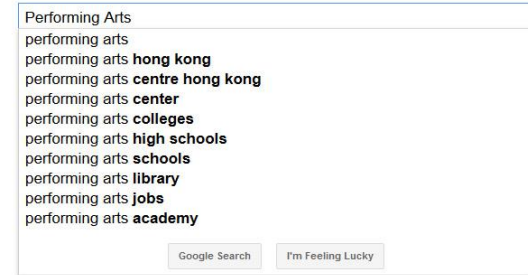 Performing Arts
performing arts
performing arts hong kong
performing arts centre hong kong
performing arts center
performing arts colleges
performing arts high schools
performing arts schools
performing arts library
performing arts jobs
performing arts academy
Google Search I'm Feeling Lucky